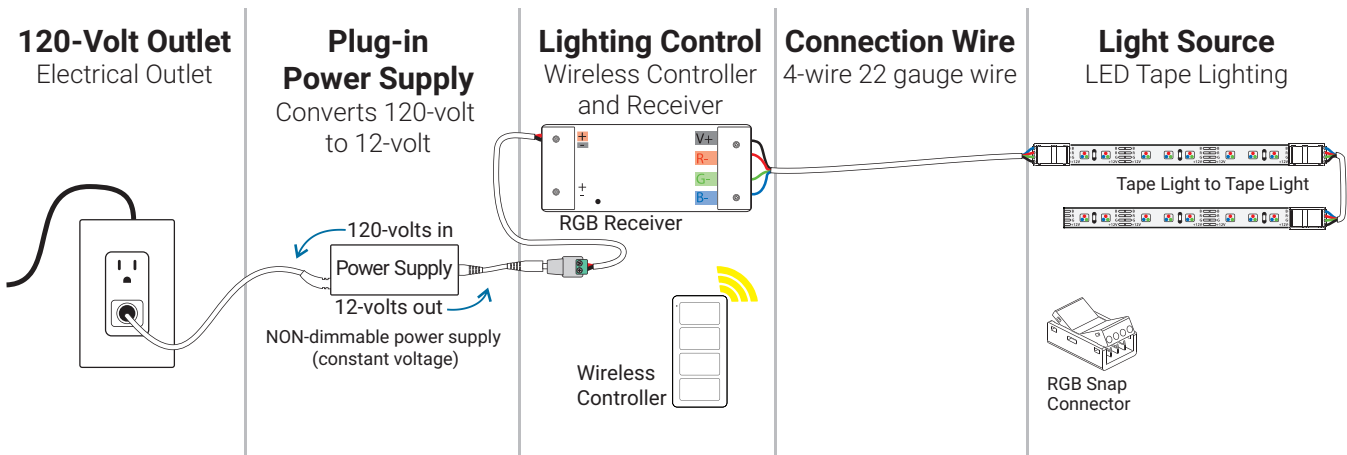 120-Volt Outlet
Electrical Outlet
Plug-in
Power Supply
Converts 120-volt
to 12-volt
120-volts in
Power Supply
12-volts out
NON-dimmable power supply
(constant voltage)
Lighting Control
Wireless Controller
and Receiver
+
-
+
-
V+
R-
G-
B-
RGB Receiver
Wireless
Controller
Connection Wire
4-wire 22 gauge wire
Light Source
LED Tape Lighting
Tape Light to Tape Light
RGB Snap
Connector